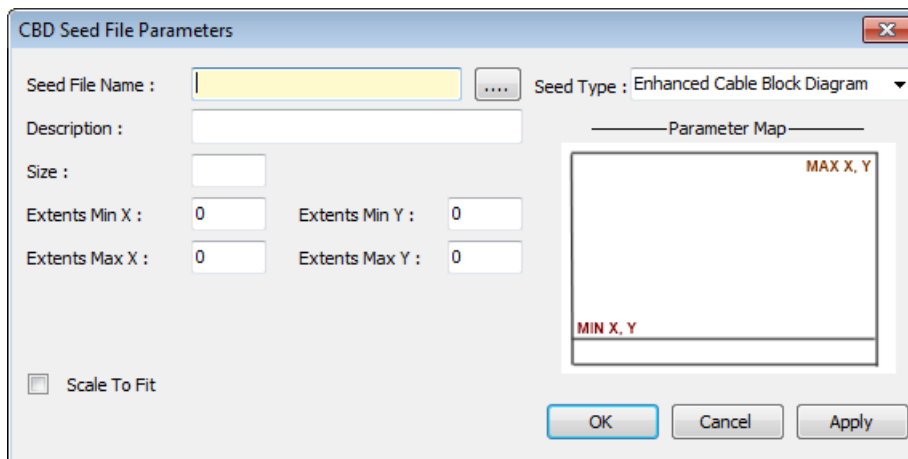 CBD Seed File Parameters
Seed File Name : .... Seed Type : Enhanced Cable Block Diagram
Description : Parameter Map
Size : MAX X, Y
Extents Min X : 0 Extents Min Y : 0
Extents Max X : 0 Extents Max Y : 0
MIN X, Y
Scale To Fit
OK Cancel Apply